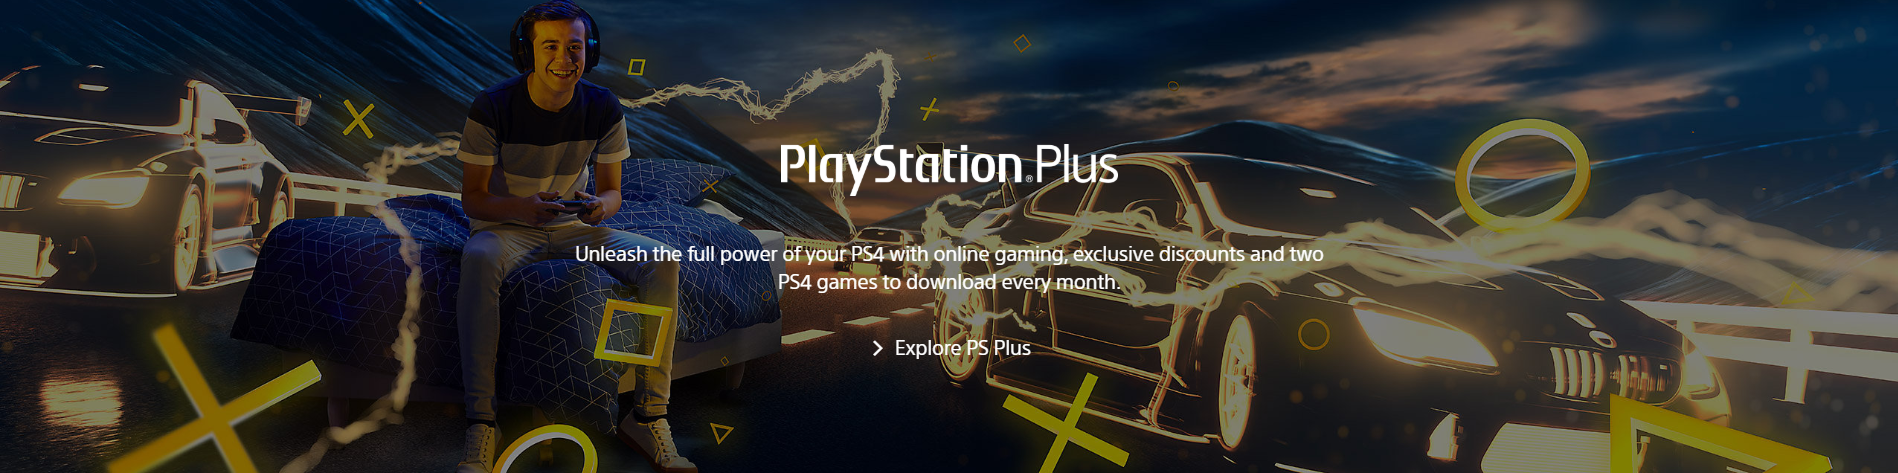 PlayStation®Plus
Unleash the full power of your PS4 with online gaming, exclusive discounts and two
PS4 games to download every month.
Explore PS Plus